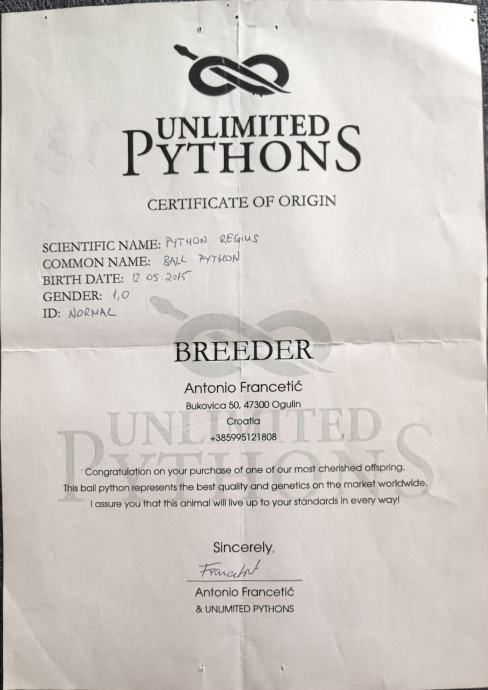 UNLIMITED
PYTHONS
CERTIFICATE OF ORIGIN
SCIENTIFIC NAME: PYTHON REGIUS
COMMON NAME: BALL PYTHON
BIRTH DATE: 12.05.2015
GENDER: 1,0
ID: NORMAL
BREEDER
Antonio Francetić
Bukovica 50, 47300 Ogulin
Croatia
+385995121808
UNLIMITED
PYTHONS
Congratulation on your purchase of one of our most cherished offspring.
This ball python represents the best quality and genetics on the market worldwide.
I assure you that this animal will live up to your standards in every way!
Sincerely,
Francetić
Antonio Francetić
& UNLIMITED PYTHONS